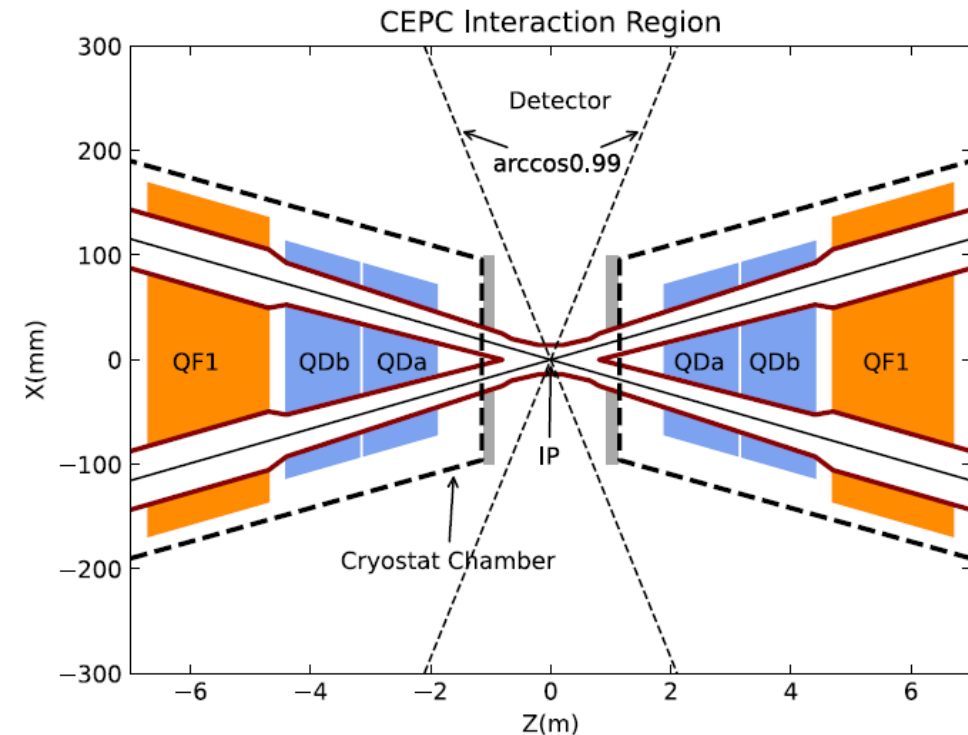 CEPC Interaction Region
300
Detector
200
arccos0.99
100
X(mm)
0
QF1 QDb QDa QDa QDb QF1
−100
IP
Cryostat Chamber
−200
−300
−6 −4 −2 0 2 4 6
Z(m)